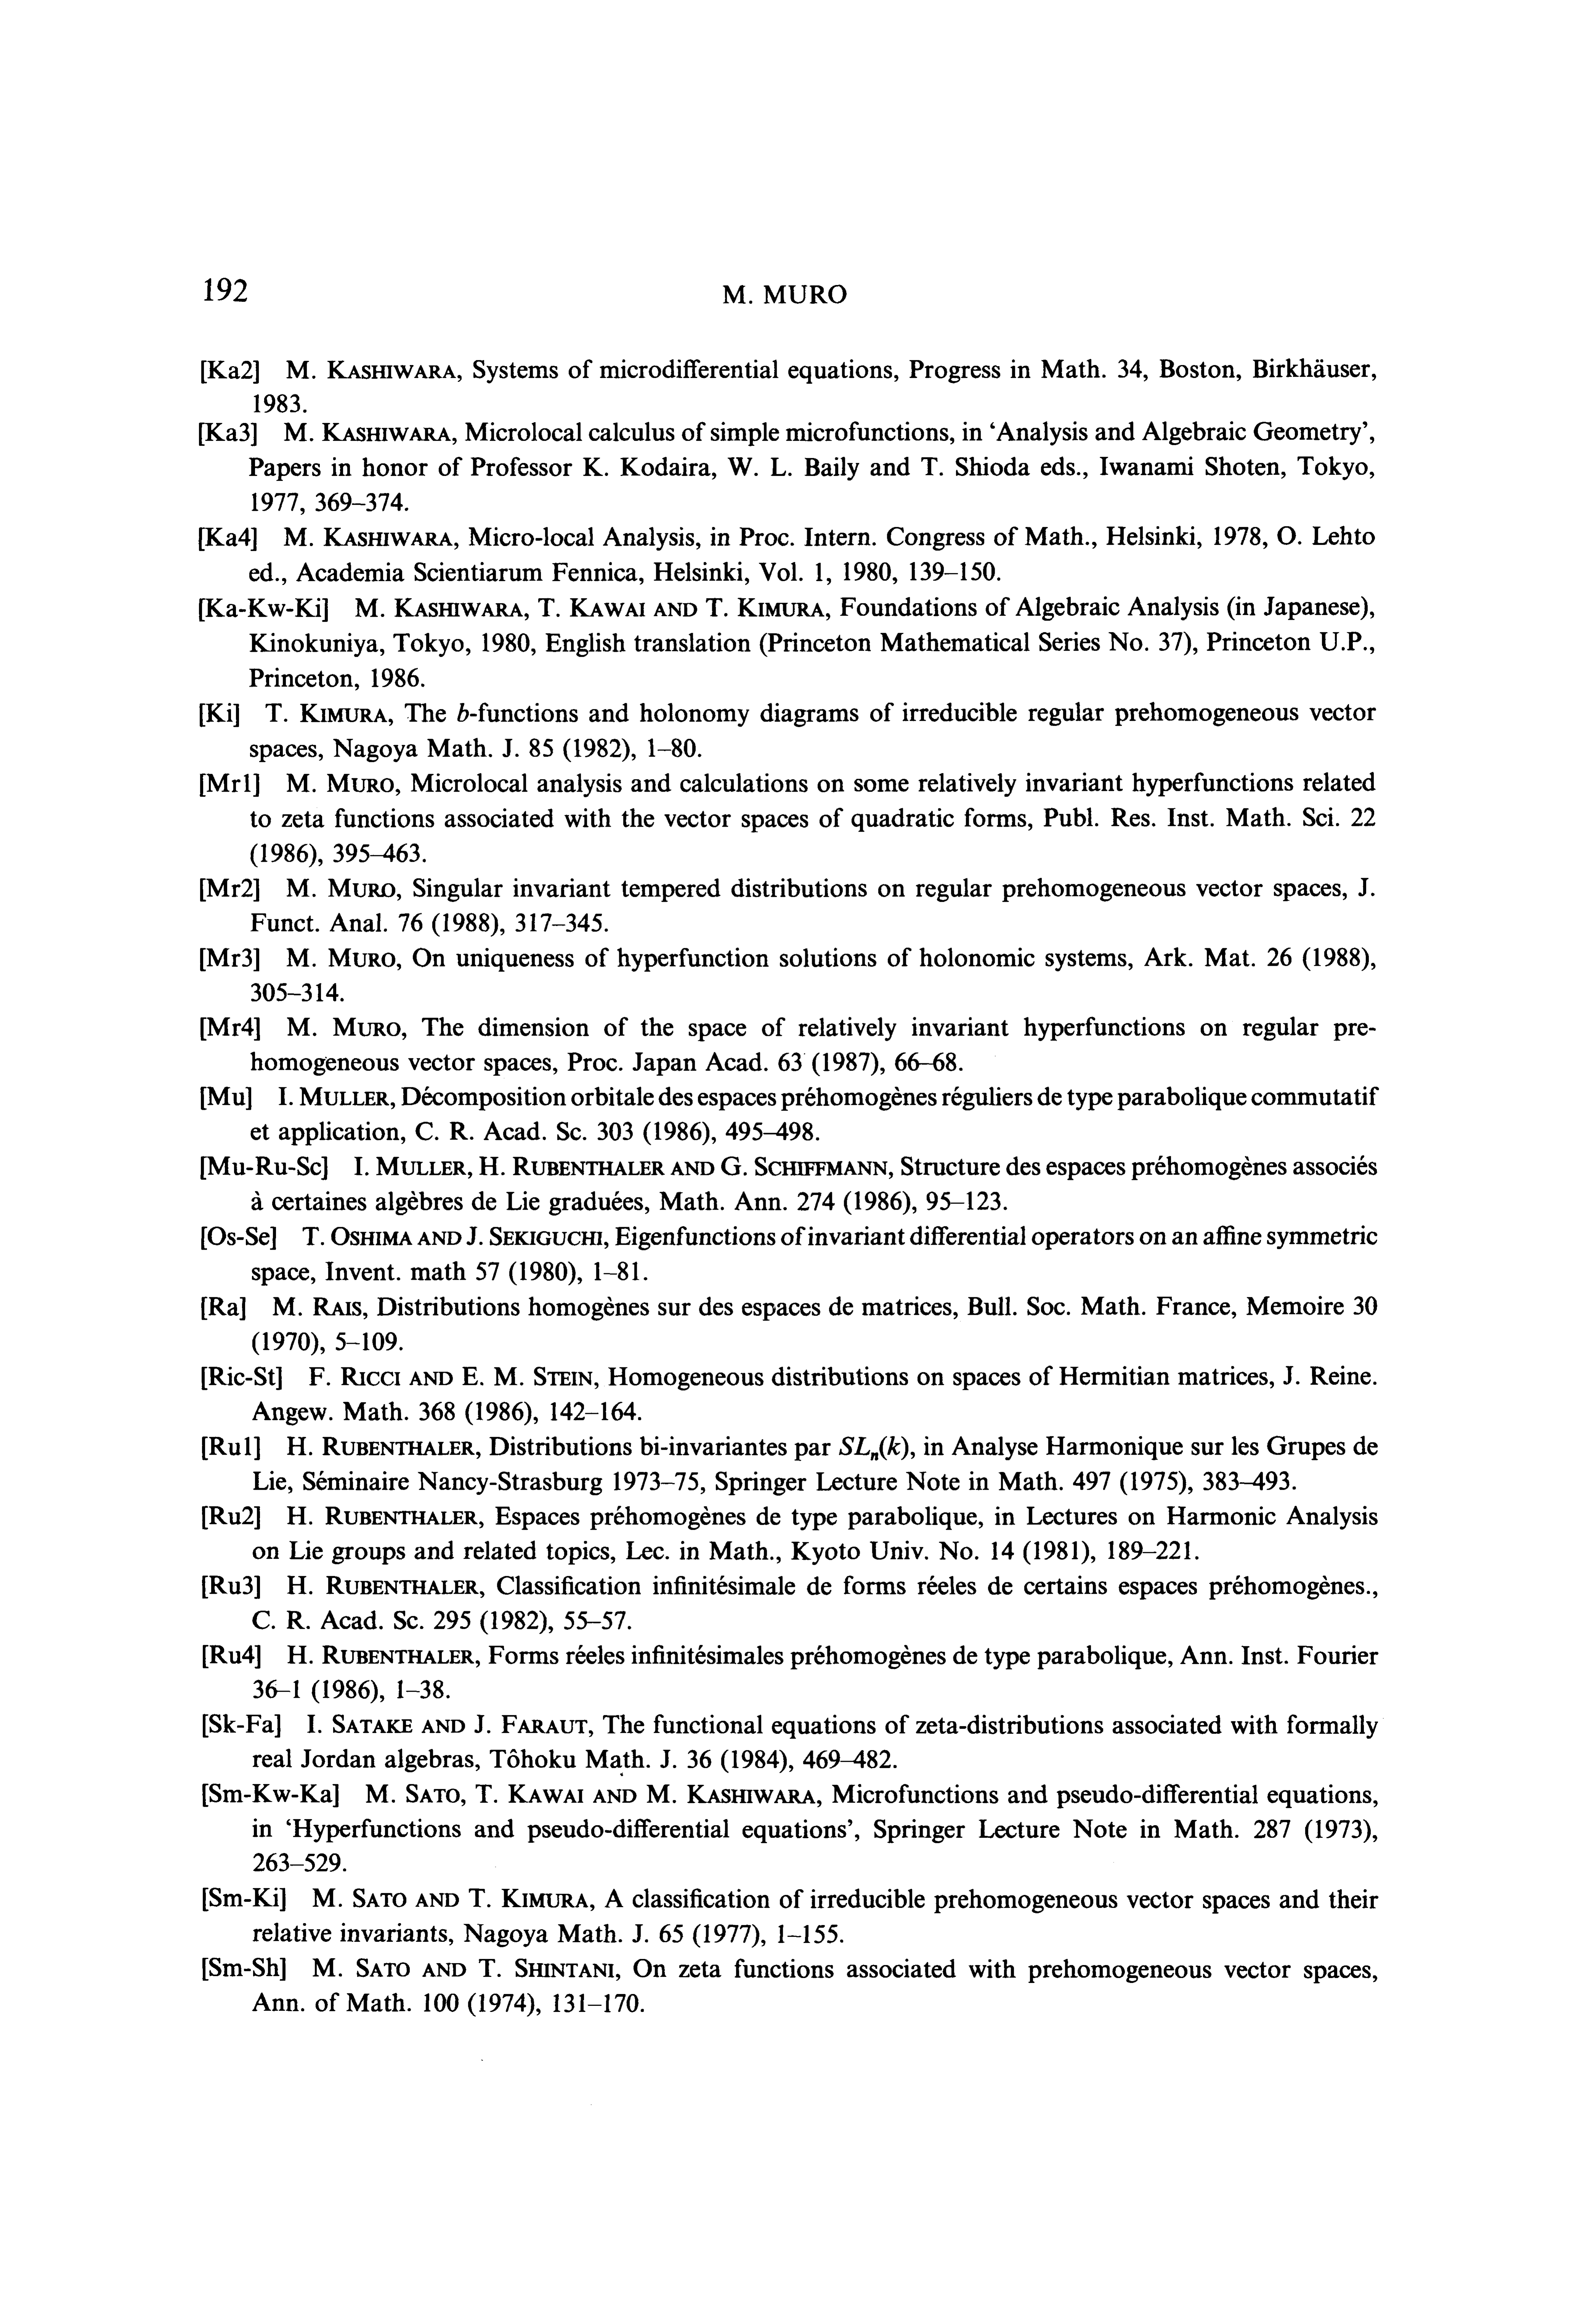 192
M. MURO
[Ka2] M. KASHIWARA, Systems of microdifferential equations, Progress in Math. 34, Boston, Birkhäuser,
1983.
[Ka3] M. KASHIWARA, Microlocal calculus of simple microfunctions, in ‘Analysis and Algebraic Geometry’,
Papers in honor of Professor K. Kodaira, W. L. Baily and T. Shioda eds., Iwanami Shoten, Tokyo,
1977, 369–374.
[Ka4] M. KASHIWARA, Micro-local Analysis, in Proc. Intern. Congress of Math., Helsinki, 1978, O. Lehto
ed., Academia Scientiarum Fennica, Helsinki, Vol. 1, 1980, 139–150.
[Ka-Kw-Ki] M. KASHIWARA, T. KAWAI AND T. KIMURA, Foundations of Algebraic Analysis (in Japanese),
Kinokuniya, Tokyo, 1980, English translation (Princeton Mathematical Series No. 37), Princeton U.P.,
Princeton, 1986.
[Ki] T. KIMURA, The b-functions and holonomy diagrams of irreducible regular prehomogeneous vector
spaces, Nagoya Math. J. 85 (1982), 1–80.
[Mr1] M. MURO, Microlocal analysis and calculations on some relatively invariant hyperfunctions related
to zeta functions associated with the vector spaces of quadratic forms, Publ. Res. Inst. Math. Sci. 22
(1986), 395–463.
[Mr2] M. MURO, Singular invariant tempered distributions on regular prehomogeneous vector spaces, J.
Funct. Anal. 76 (1988), 317–345.
[Mr3] M. MURO, On uniqueness of hyperfunction solutions of holonomic systems, Ark. Mat. 26 (1988),
305–314.
[Mr4] M. MURO, The dimension of the space of relatively invariant hyperfunctions on regular pre-
homogeneous vector spaces, Proc. Japan Acad. 63 (1987), 66–68.
[Mu] I. MULLER, Décomposition orbitale des espaces préhomogènes réguliers de type parabolique commutatif
et application, C. R. Acad. Sc. 303 (1986), 495–498.
[Mu-Ru-Sc] I. MULLER, H. RUBENTHALER AND G. SCHIFFMANN, Structure des espaces préhomogènes associés
à certaines algèbres de Lie graduées, Math. Ann. 274 (1986), 95–123.
[Os-Se] T. OSHIMA AND J. SEKIGUCHI, Eigenfunctions of invariant differential operators on an affine symmetric
space, Invent. math 57 (1980), 1–81.
[Ra] M. RAIS, Distributions homogènes sur des espaces de matrices, Bull. Soc. Math. France, Memoire 30
(1970), 5–109.
[Ric-St] F. RICCI AND E. M. STEIN, Homogeneous distributions on spaces of Hermitian matrices, J. Reine.
Angew. Math. 368 (1986), 142–164.
[Ru1] H. RUBENTHALER, Distributions bi-invariantes par SLₙ(k), in Analyse Harmonique sur les Grupes de
Lie, Séminaire Nancy-Strasburg 1973–75, Springer Lecture Note in Math. 497 (1975), 383–493.
[Ru2] H. RUBENTHALER, Espaces préhomogènes de type parabolique, in Lectures on Harmonic Analysis
on Lie groups and related topics, Lec. in Math., Kyoto Univ. No. 14 (1981), 189–221.
[Ru3] H. RUBENTHALER, Classification infinitésimale de forms réeles de certains espaces préhomogènes.,
C. R. Acad. Sc. 295 (1982), 55–57.
[Ru4] H. RUBENTHALER, Forms réeles infinitésimales préhomogènes de type parabolique, Ann. Inst. Fourier
36–1 (1986), 1–38.
[Sk-Fa] I. SATAKE AND J. FARAUT, The functional equations of zeta-distributions associated with formally
real Jordan algebras, Tôhoku Math. J. 36 (1984), 469–482.
[Sm-Kw-Ka] M. SATO, T. KAWAI AND M. KASHIWARA, Microfunctions and pseudo-differential equations,
in ‘Hyperfunctions and pseudo-differential equations’, Springer Lecture Note in Math. 287 (1973),
263–529.
[Sm-Ki] M. SATO AND T. KIMURA, A classification of irreducible prehomogeneous vector spaces and their
relative invariants, Nagoya Math. J. 65 (1977), 1–155.
[Sm-Sh] M. SATO AND T. SHINTANI, On zeta functions associated with prehomogeneous vector spaces,
Ann. of Math. 100 (1974), 131–170.